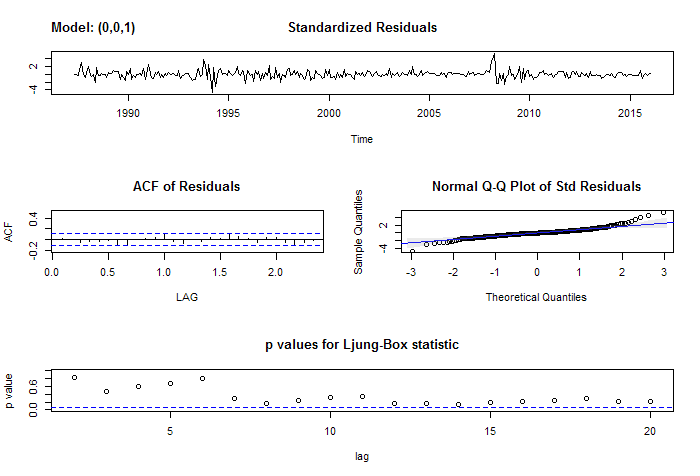 Model: (0,0,1) Standardized Residuals
2
-4
1990 1995 2000 2005 2010 2015
Time
ACF of Residuals
ACF
0.4
-0.2
0.0 0.5 1.0 1.5 2.0
LAG
Normal Q-Q Plot of Std Residuals
Sample Quantiles
2
-4
-3 -2 -1 0 1 2 3
Theoretical Quantiles
p values for Ljung-Box statistic
p value
0.6
0.0
5 10 15 20
lag